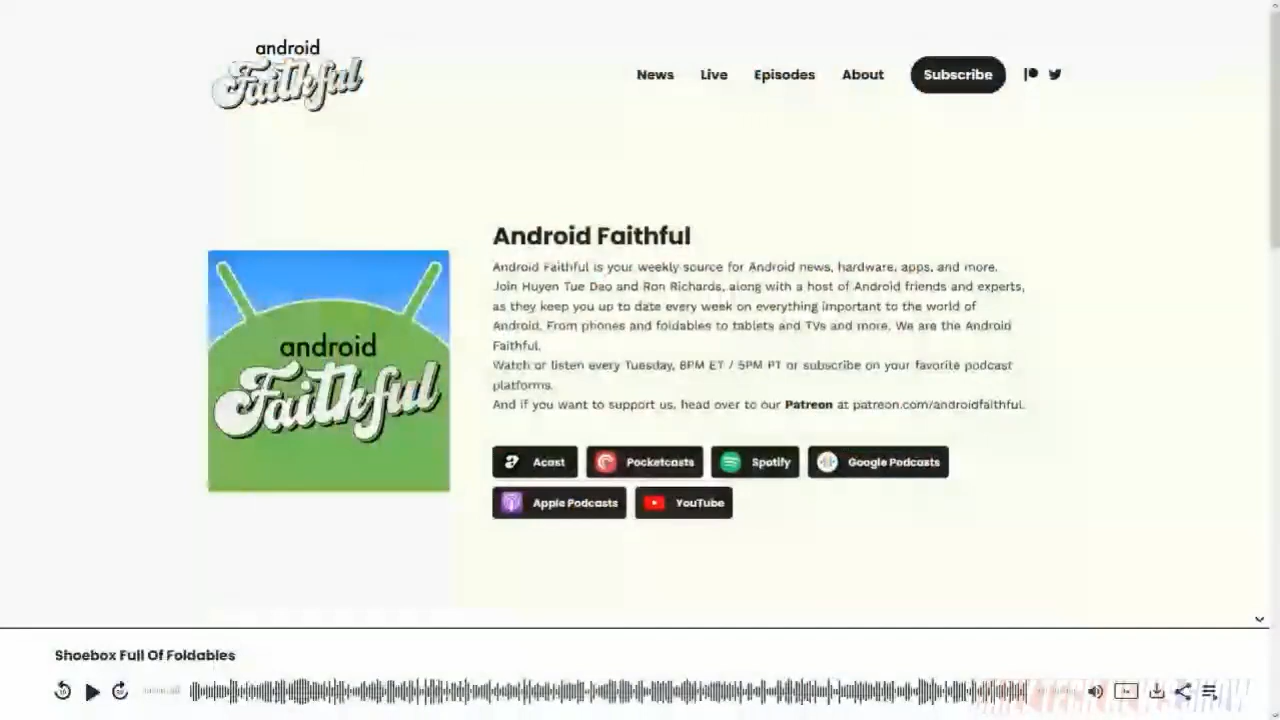 android
Faithful
News Live Episodes About Subscribe
Android Faithful
Android Faithful is your weekly source for Android news, hardware, apps, and more.
Join Huyen Tue Dao and Ron Richards, along with a host of Android friends and experts,
as they keep you up to date every week on everything important to the world of
Android. From phones and foldables to tablets and TVs and more. We are the Android
Faithful.
Watch or listen every Tuesday, 8PM ET / 5PM PT or subscribe on your favorite podcast
platforms.
And if you want to support us, head over to our Patreon at patreon.com/androidfaithful.
android
Faithful
Acast Pocketcasts Spotify Google Podcasts
Apple Podcasts YouTube
Shoebox Full Of Foldables
DAILY TECH NEWS SHOW